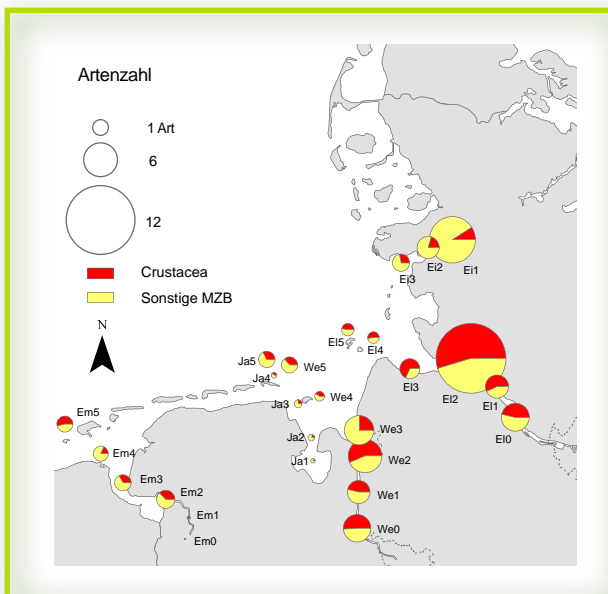 Artenzahl
1 Art
6
12
Crustacea
Sonstige MZB
N
Ei2
Ei1
Ei3
El5
El4
Ja5
We5
Ja4
El3
El2
El1
Ja3
We4
El0
Em5
We3
Ja2
Em4
Ja1
We2
Em3
Em2
We1
Em1
We0
Em0